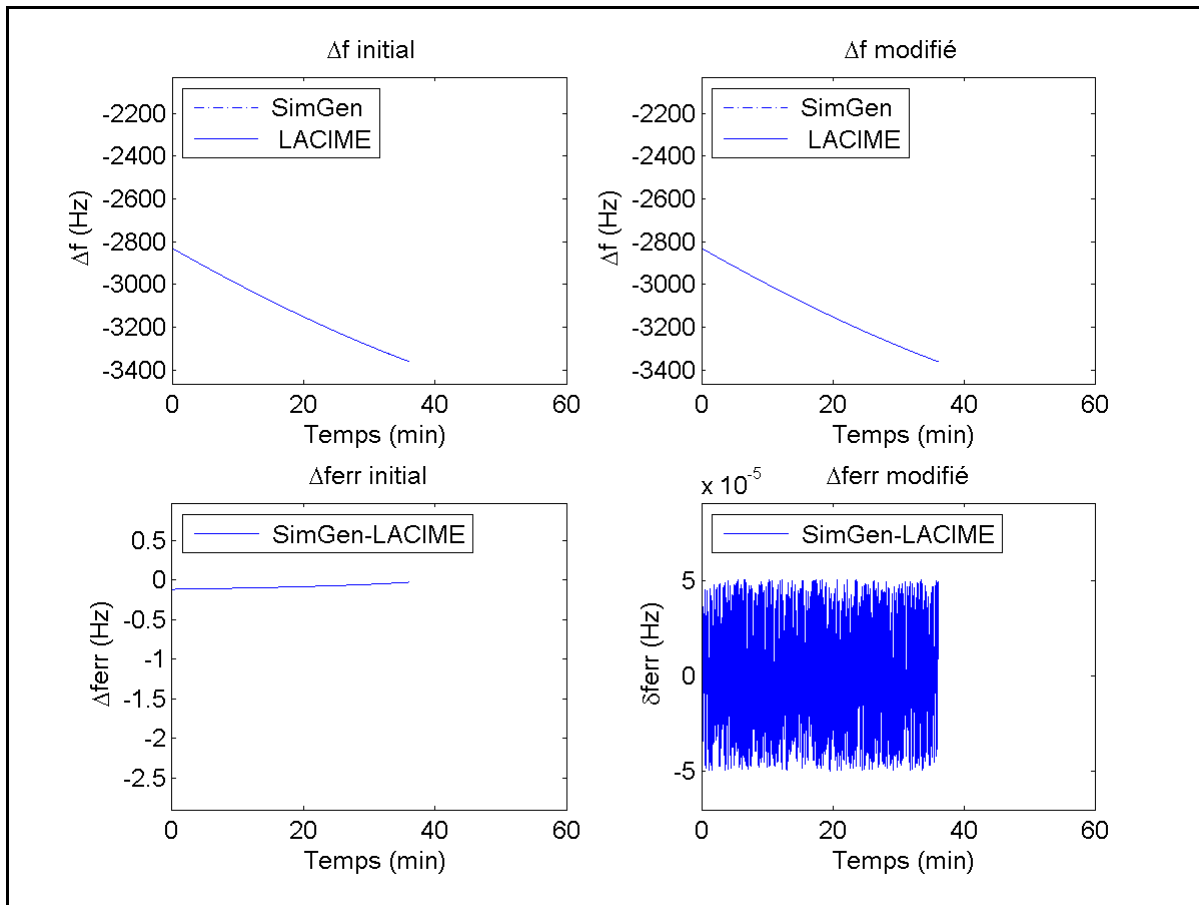 Δf initial
SimGen
LACIME
-2200
-2400
-2600
-2800
-3000
-3200
-3400
Δf (Hz)
0 20 40 60
Temps (min)
Δf modifié
SimGen
LACIME
-2200
-2400
-2600
-2800
-3000
-3200
-3400
Δf (Hz)
0 20 40 60
Temps (min)
Δferr initial
SimGen-LACIME
0.5
0
-0.5
-1
-1.5
-2
-2.5
Δferr (Hz)
0 20 40 60
Temps (min)
Δferr modifié
x 10^-5
SimGen-LACIME
5
0
-5
δferr (Hz)
0 20 40 60
Temps (min)